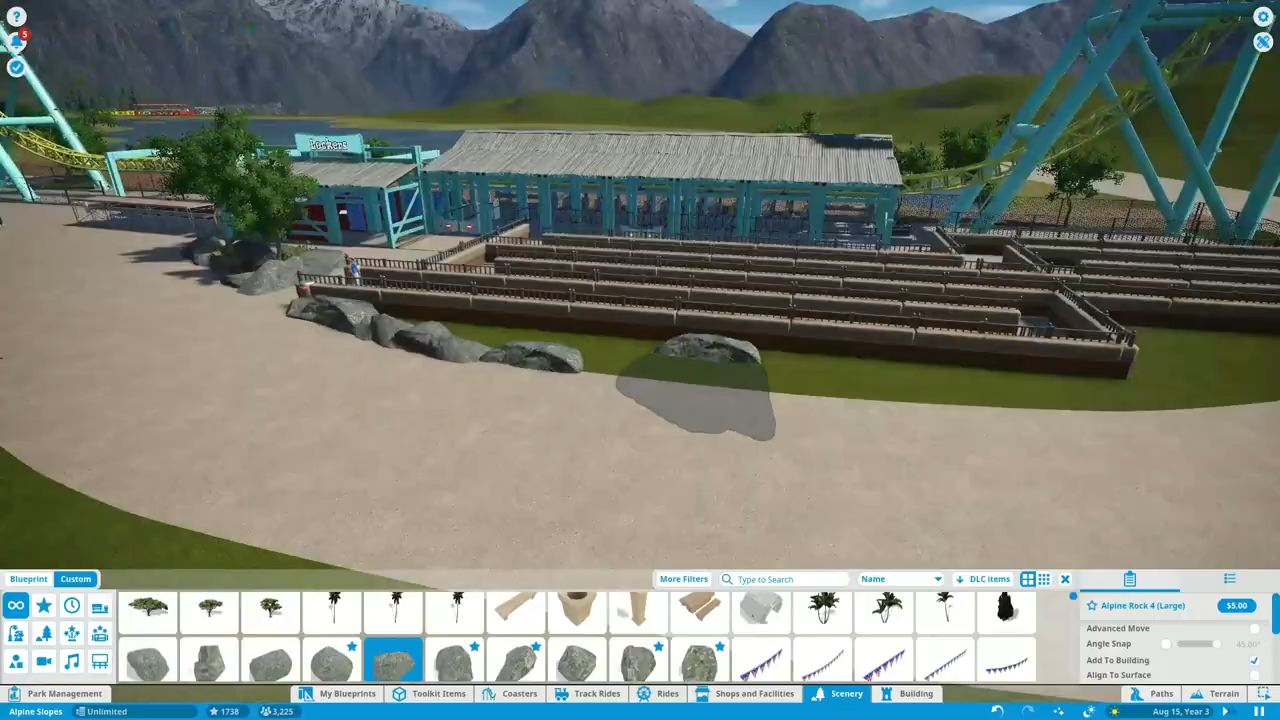 ?
5
Lockers
Blueprint
Custom
More Filters
Type to Search
Name
DLC items
Alpine Rock 4 (Large)
$5.00
Advanced Move
Angle Snap
45.00°
Add To Building
Align To Surface
Park Management
My Blueprints
Toolkit Items
Coasters
Track Rides
Rides
Shops and Facilities
Scenery
Building
Paths
Terrain
Alpine Slopes
Unlimited
1738
3,225
Aug 15, Year 3